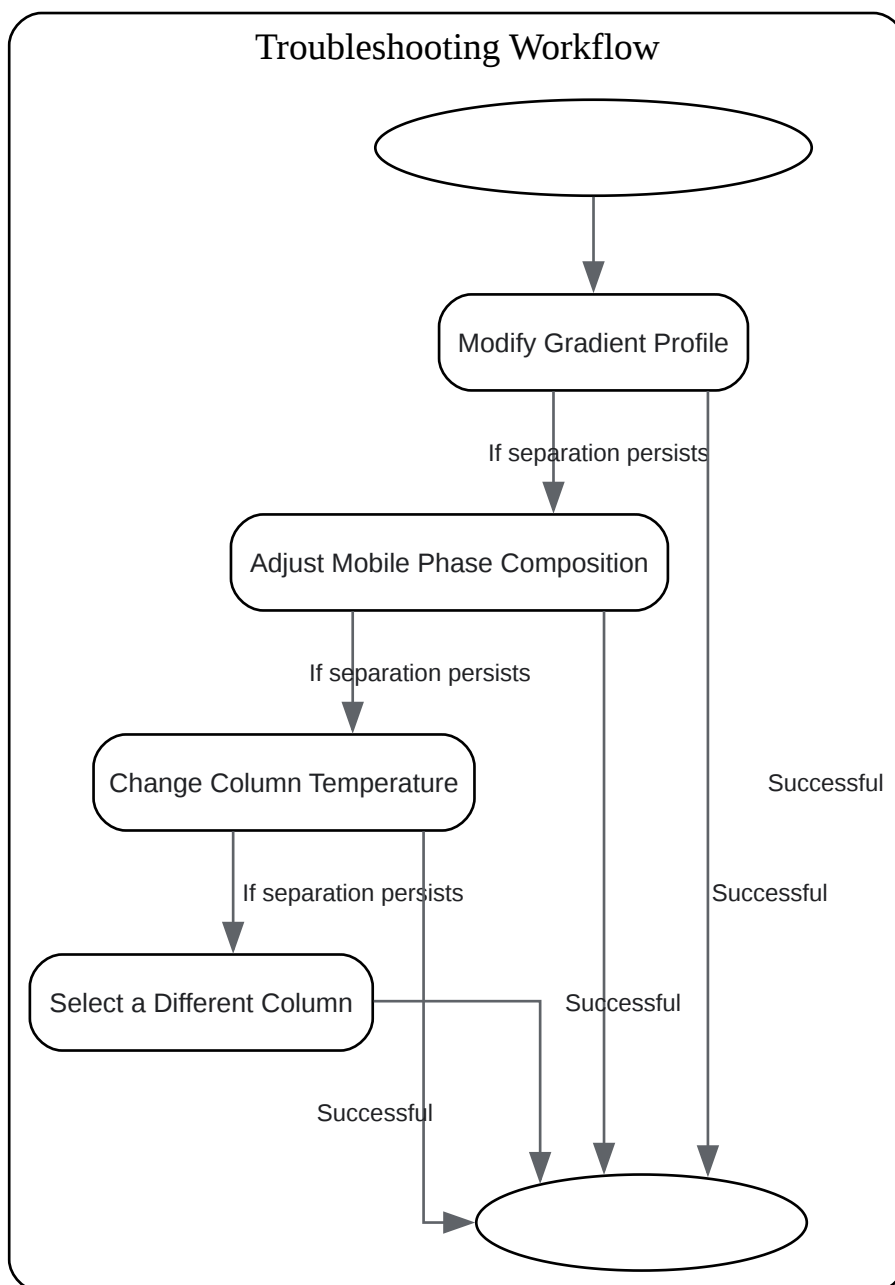 Troubleshooting Workflow
Modify Gradient Profile
If separation persists
Adjust Mobile Phase Composition
If separation persists
Change Column Temperature
Successful
If separation persists
Successful
Select a Different Column
Successful
Successful